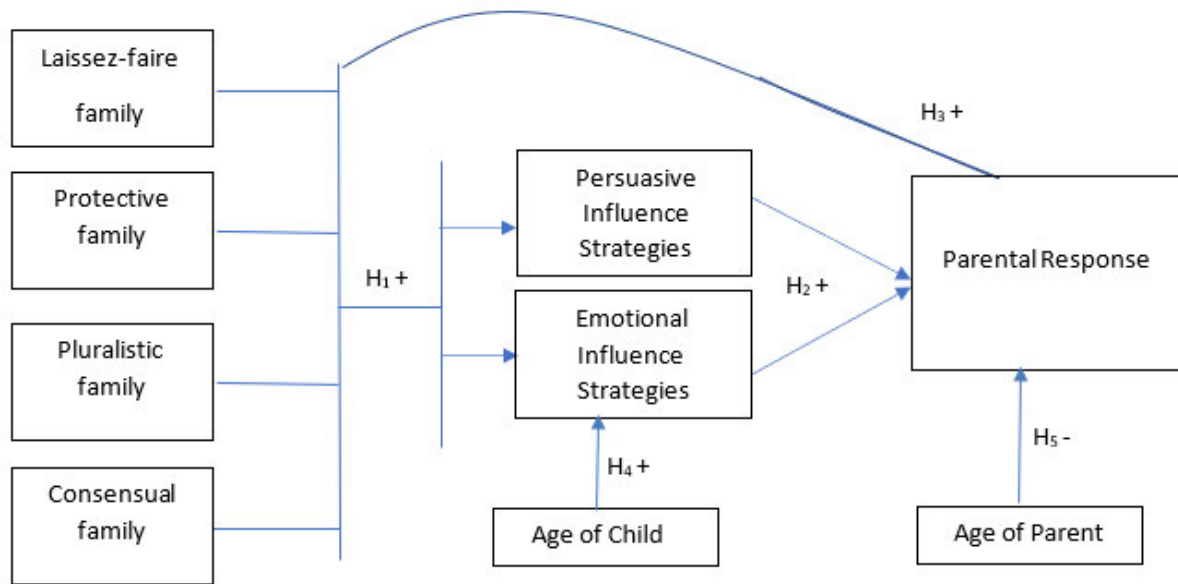 Laissez-faire
family
Protective
family
Pluralistic
family
Consensual
family
H₁ +
Persuasive
Influence
Strategies
Emotional
Influence
Strategies
H₄ +
Age of Child
H₂ +
H₃ +
Parental Response
H₅ -
Age of Parent